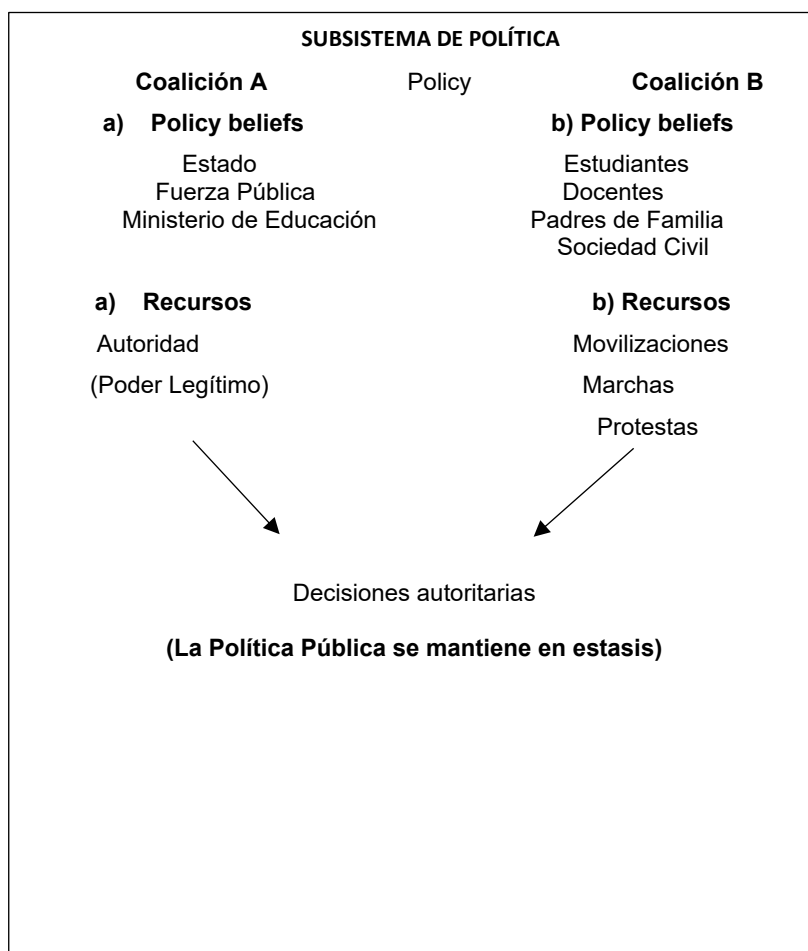 SUBSISTEMA DE POLÍTICA
Coalición A Policy Coalición B
a) Policy beliefs b) Policy beliefs
Estado Estudiantes
Fuerza Pública Docentes
Ministerio de Educación Padres de Familia
Sociedad Civil
a) Recursos b) Recursos
Autoridad Movilizaciones
(Poder Legítimo) Marchas
Protestas
Decisiones autoritarias
(La Política Pública se mantiene en estasis)